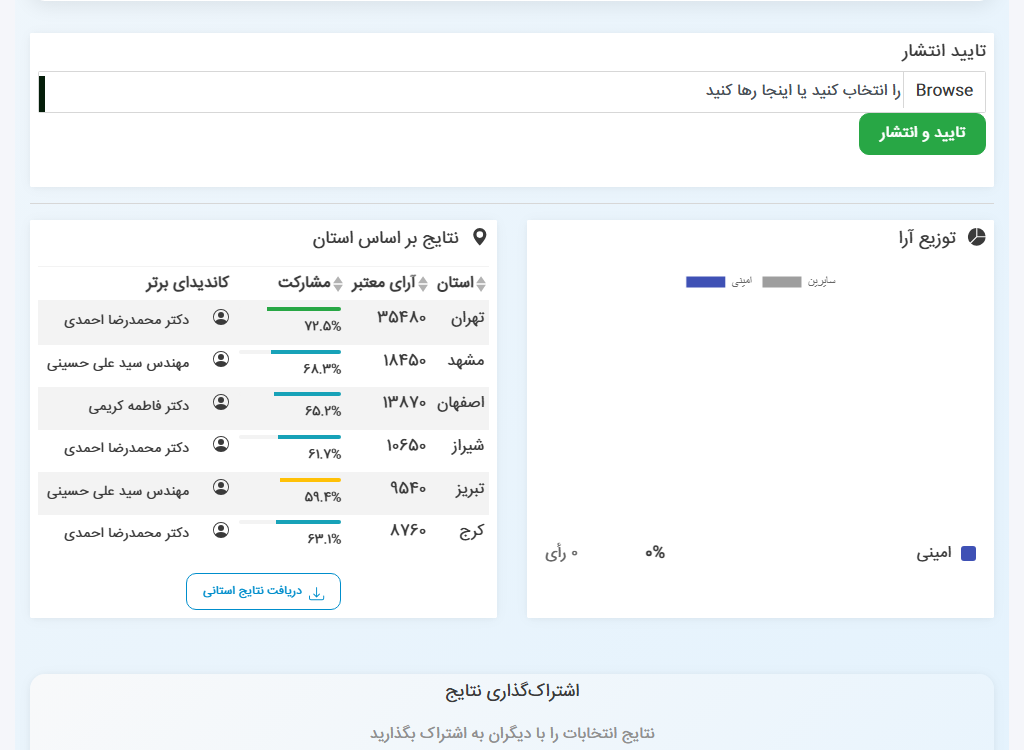 تایید انتشار
Browse را انتخاب کنید یا اینجا رها کنید
تایید و انتشار
توزیع آرا
سایرین امینی
امینی ۰% ۰ رأی
نتایج بر اساس استان
استان آرای معتبر مشارکت کاندیدای برتر
تهران ۳۵۴۸۰ ۷۲.۵% دکتر محمدرضا احمدی
مشهد ۱۸۴۵۰ ۶۸.۳% مهندس سید علی حسینی
اصفهان ۱۳۸۷۰ ۶۵.۲% دکتر فاطمه کریمی
شیراز ۱۰۶۵۰ ۶۱.۷% دکتر محمدرضا احمدی
تبریز ۹۵۴۰ ۵۹.۴% مهندس سید علی حسینی
کرج ۸۷۶۰ ۶۳.۱% دکتر محمدرضا احمدی
دریافت نتایج استانی
اشتراک‌گذاری نتایج
نتایج انتخابات را با دیگران به اشتراک بگذارید